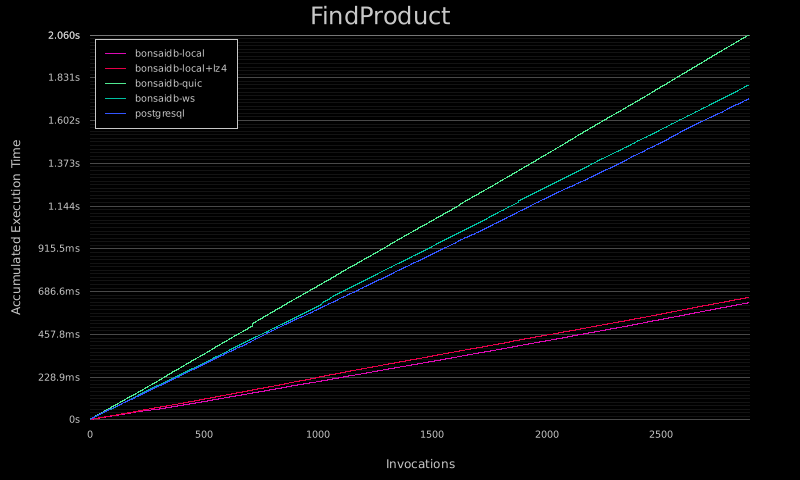 FindProduct
2.060s
1.831s
1.602s
1.373s
1.144s
915.5ms
686.6ms
457.8ms
228.9ms
0s
bonsaidb-local
bonsaidb-local+lz4
bonsaidb-quic
bonsaidb-ws
postgresql
Accumulated Execution Time
0 500 1000 1500 2000 2500
Invocations